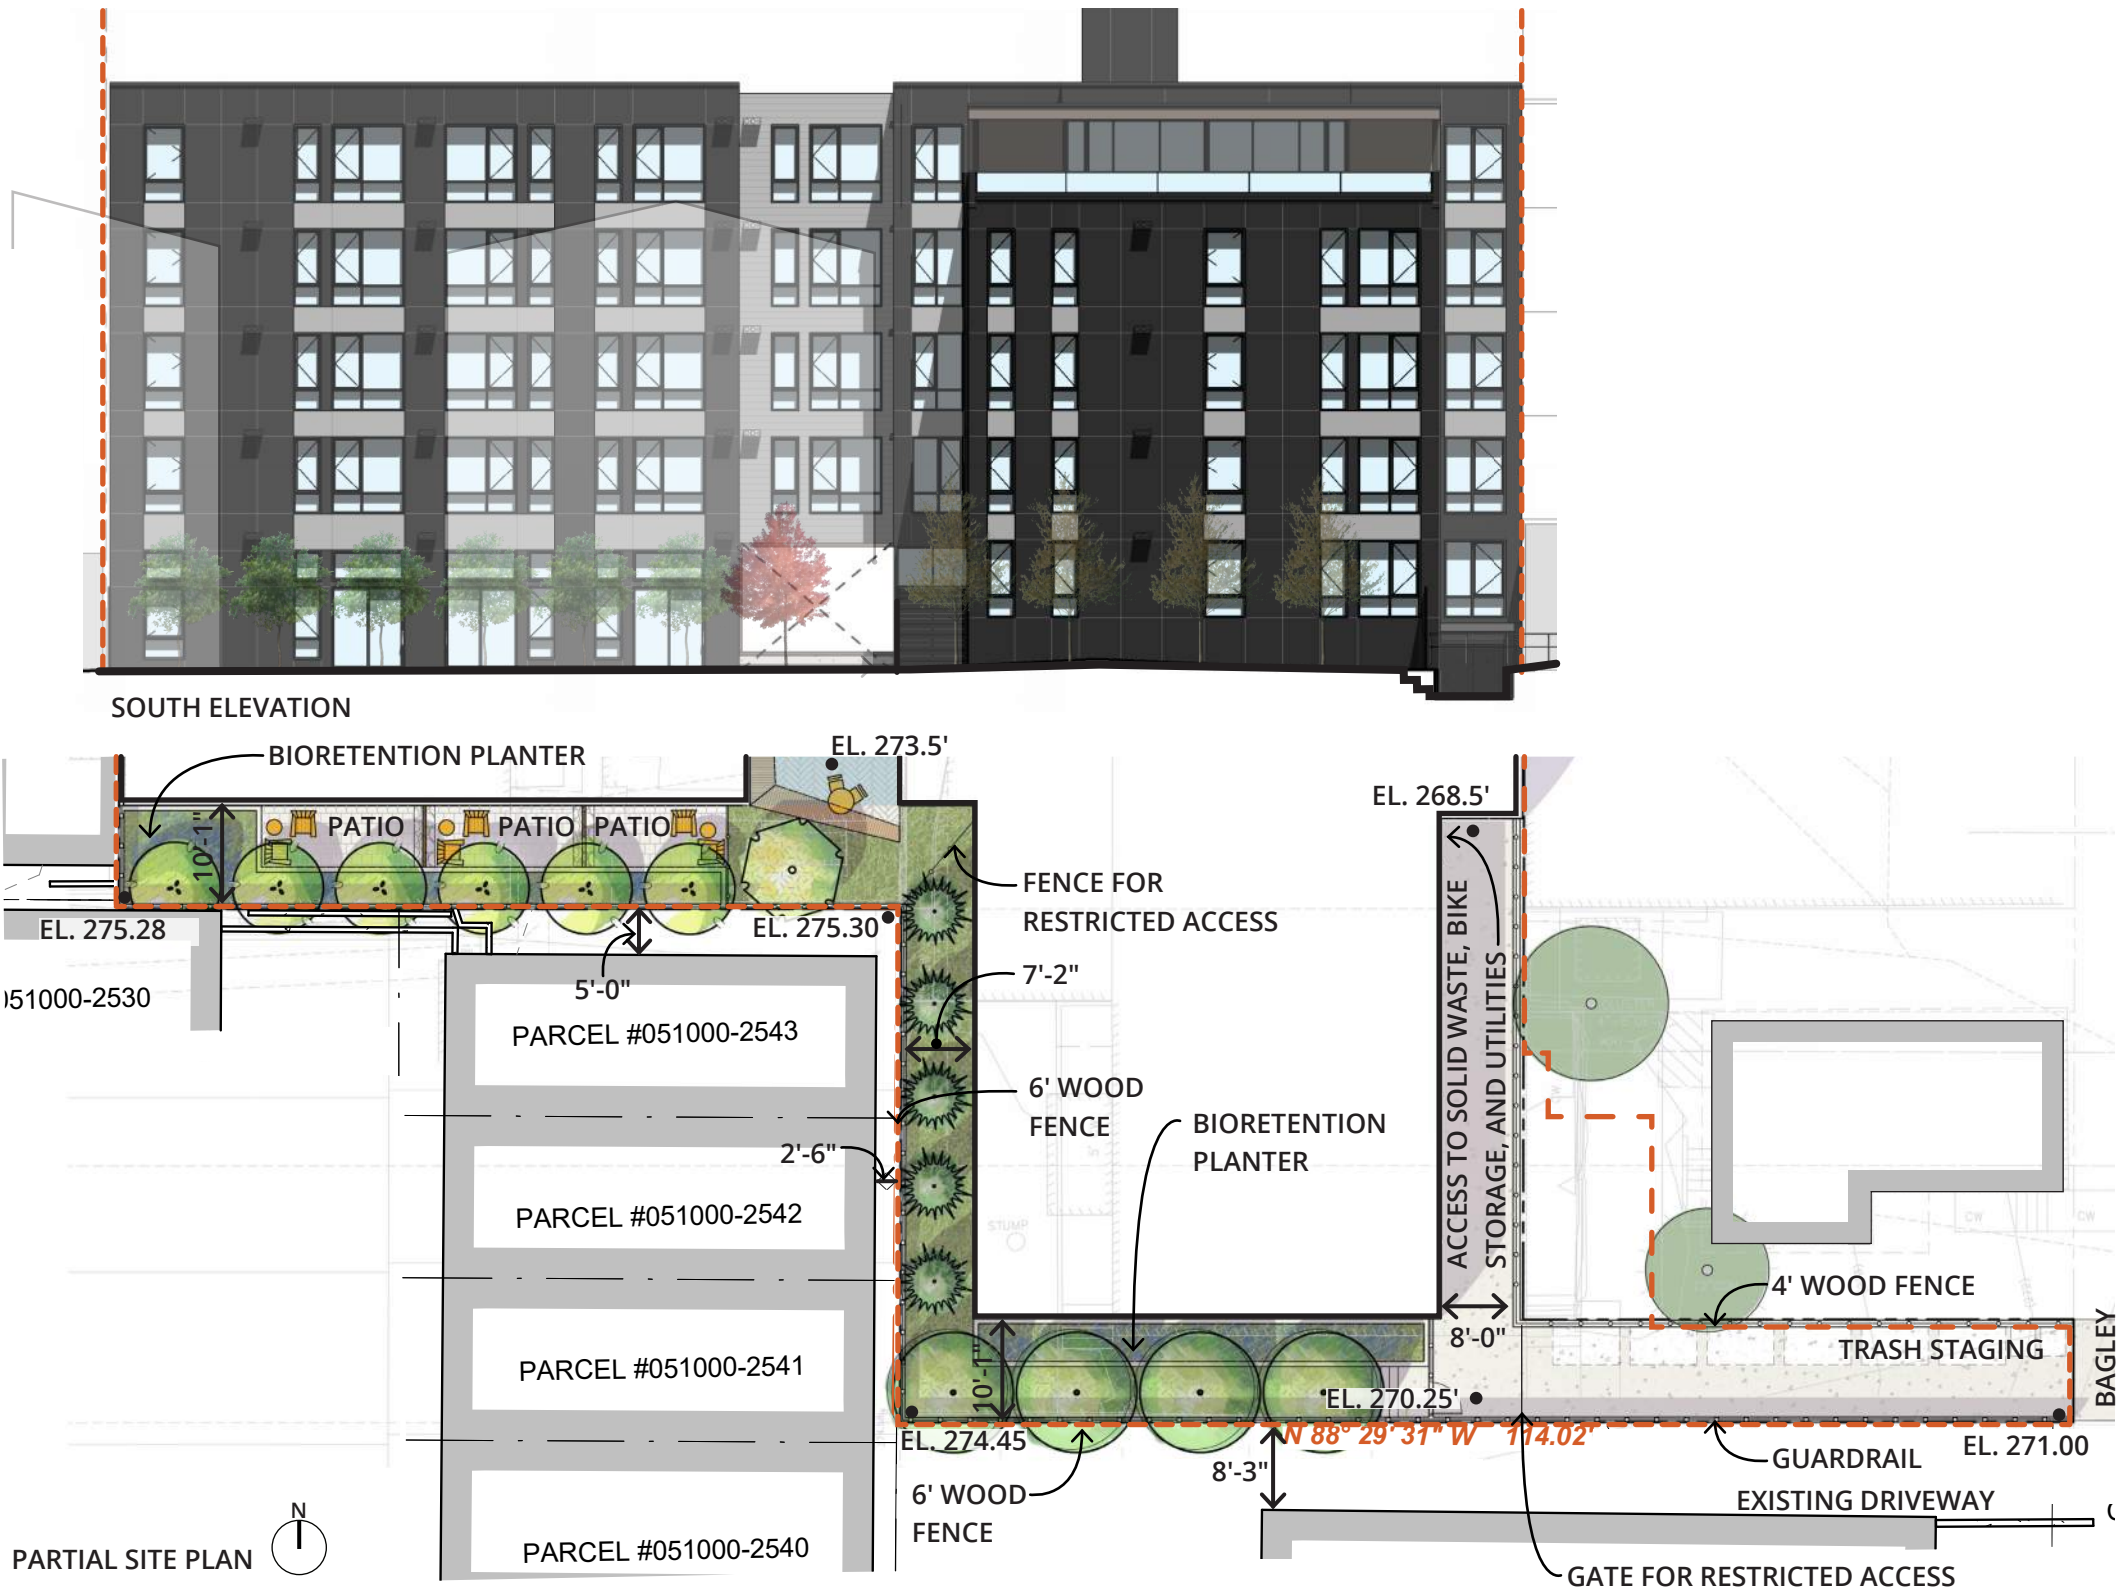 SOUTH ELEVATION
EL. 273.5'
BIORETENTION PLANTER
EL. 268.5'
10'-1"
PATIO
PATIO
PATIO
FENCE FOR
RESTRICTED ACCESS
EL. 275.28
EL. 275.30
5'-0"
7'-2"
051000-2530
PARCEL #051000-2543
ACCESS TO SOLID WASTE, BIKE
STORAGE, AND UTILITIES
6' WOOD
FENCE
BIORETENTION
PLANTER
2'-6"
PARCEL #051000-2542
STUMP
CW
CW
4' WOOD FENCE
8'-0"
TRASH STAGING
BAGLEY
PARCEL #051000-2541
10'-1"
EL. 270.25'
EL. 274.45
N 88° 29' 31" W 114.02'
EL. 271.00
GUARDRAIL
8'-3"
6' WOOD
FENCE
EXISTING DRIVEWAY
N
PARCEL #051000-2540
PARTIAL SITE PLAN
GATE FOR RESTRICTED ACCESS